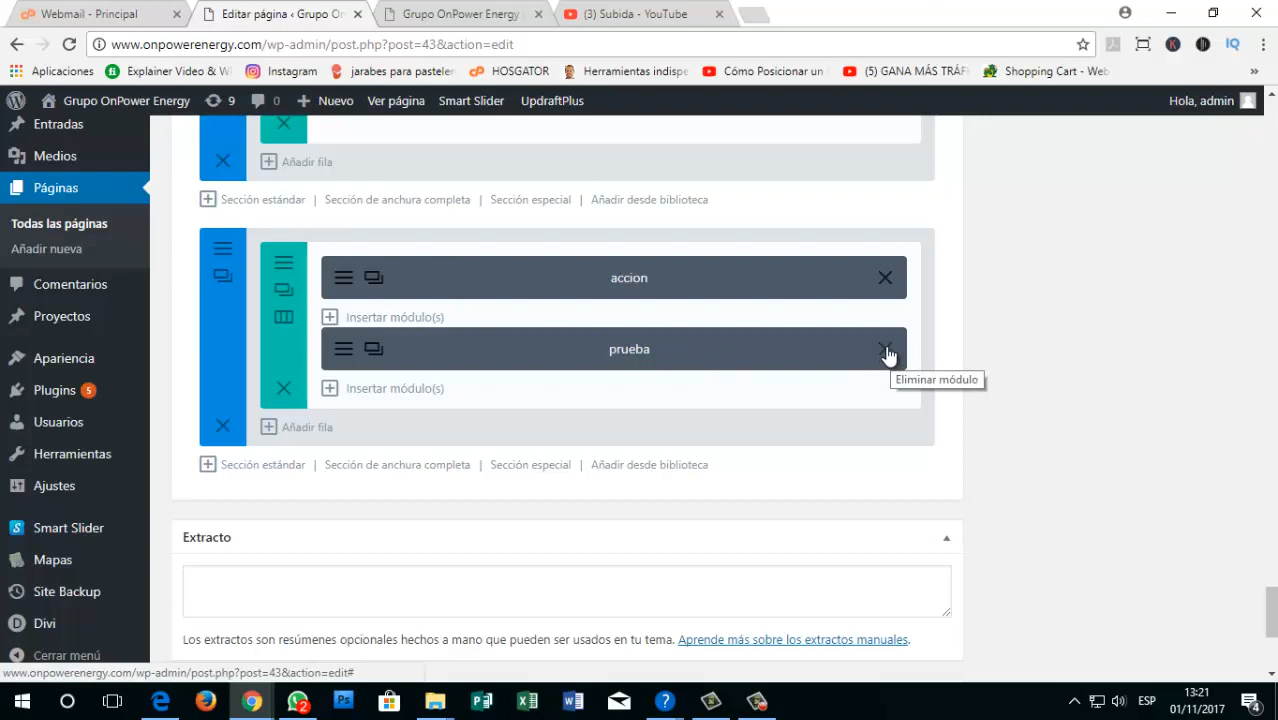 Webmail - Principal
Editar página ‹ Grupo On
Grupo OnPower Energy
(3) Subida - YouTube
www.onpowerenergy.com/wp-admin/post.php?post=43&action=edit
Aplicaciones
Explainer Video & W
Instagram
jarabes para pasteler
HOSGATOR
Herramientas indispe
Cómo Posicionar un
(5) GANA MÁS TRÁF
Shopping Cart - Web
Grupo OnPower Energy
9
0
Nuevo
Ver página
Smart Slider
UpdraftPlus
Hola, admin
Entradas
Medios
Páginas
Todas las páginas
Añadir nueva
Comentarios
Proyectos
Apariencia
Plugins 5
Usuarios
Herramientas
Ajustes
Smart Slider
Mapas
Site Backup
Divi
Cerrar menú
Añadir fila
Sección estándar | Sección de anchura completa | Sección especial | Añadir desde biblioteca
accion
Insertar módulo(s)
prueba
Eliminar módulo
Insertar módulo(s)
Añadir fila
Sección estándar | Sección de anchura completa | Sección especial | Añadir desde biblioteca
Extracto
Los extractos son resúmenes opcionales hechos a mano que pueden ser usados en tu tema. Aprende más sobre los extractos manuales.
www.onpowerenergy.com/wp-admin/post.php?post=43&action=edit#
ESP
13:21
01/11/2017